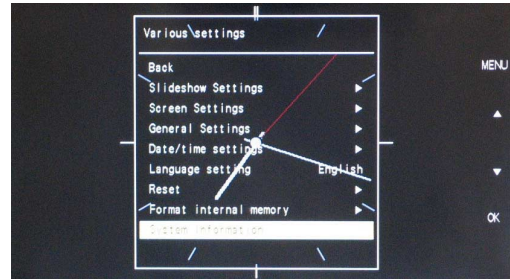 Various settings
Back
MENU
Slideshow Settings
Screen Settings
General Settings
Date/time settings
Language setting English
Reset
Format internal memory
OK
System information